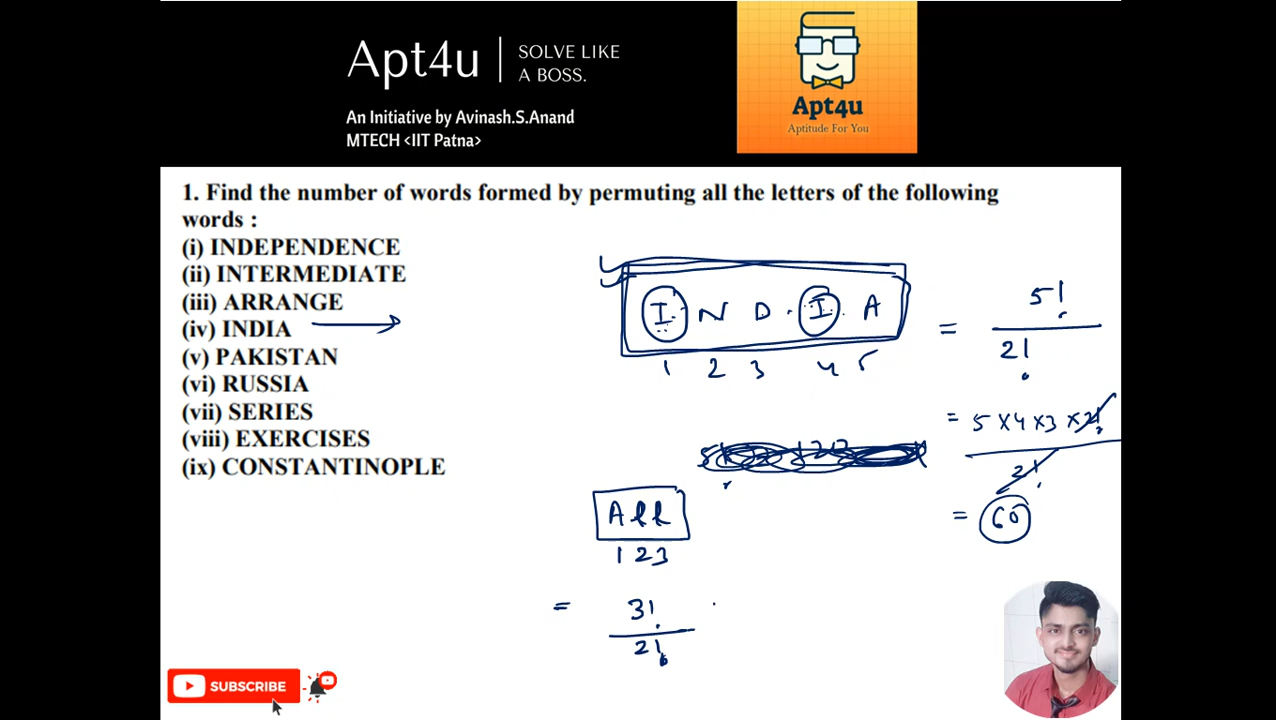 Apt4u | SOLVE LIKE
A BOSS.
An Initiative by Avinash.S.Anand
MTECH <IIT Patna>
Apt4u
Aptitude For You
1. Find the number of words formed by permuting all the letters of the following
words :
(i) INDEPENDENCE
(ii) INTERMEDIATE
(iii) ARRANGE
(iv) INDIA
(v) PAKISTAN
(vi) RUSSIA
(vii) SERIES
(viii) EXERCISES
(ix) CONSTANTINOPLE
I N D I A
1 2 3 4 5
= 5!
2!
= 5 x 4 x 3 x 2!
2!
= 60
All
1 2 3
= 3!
2!
SUBSCRIBE